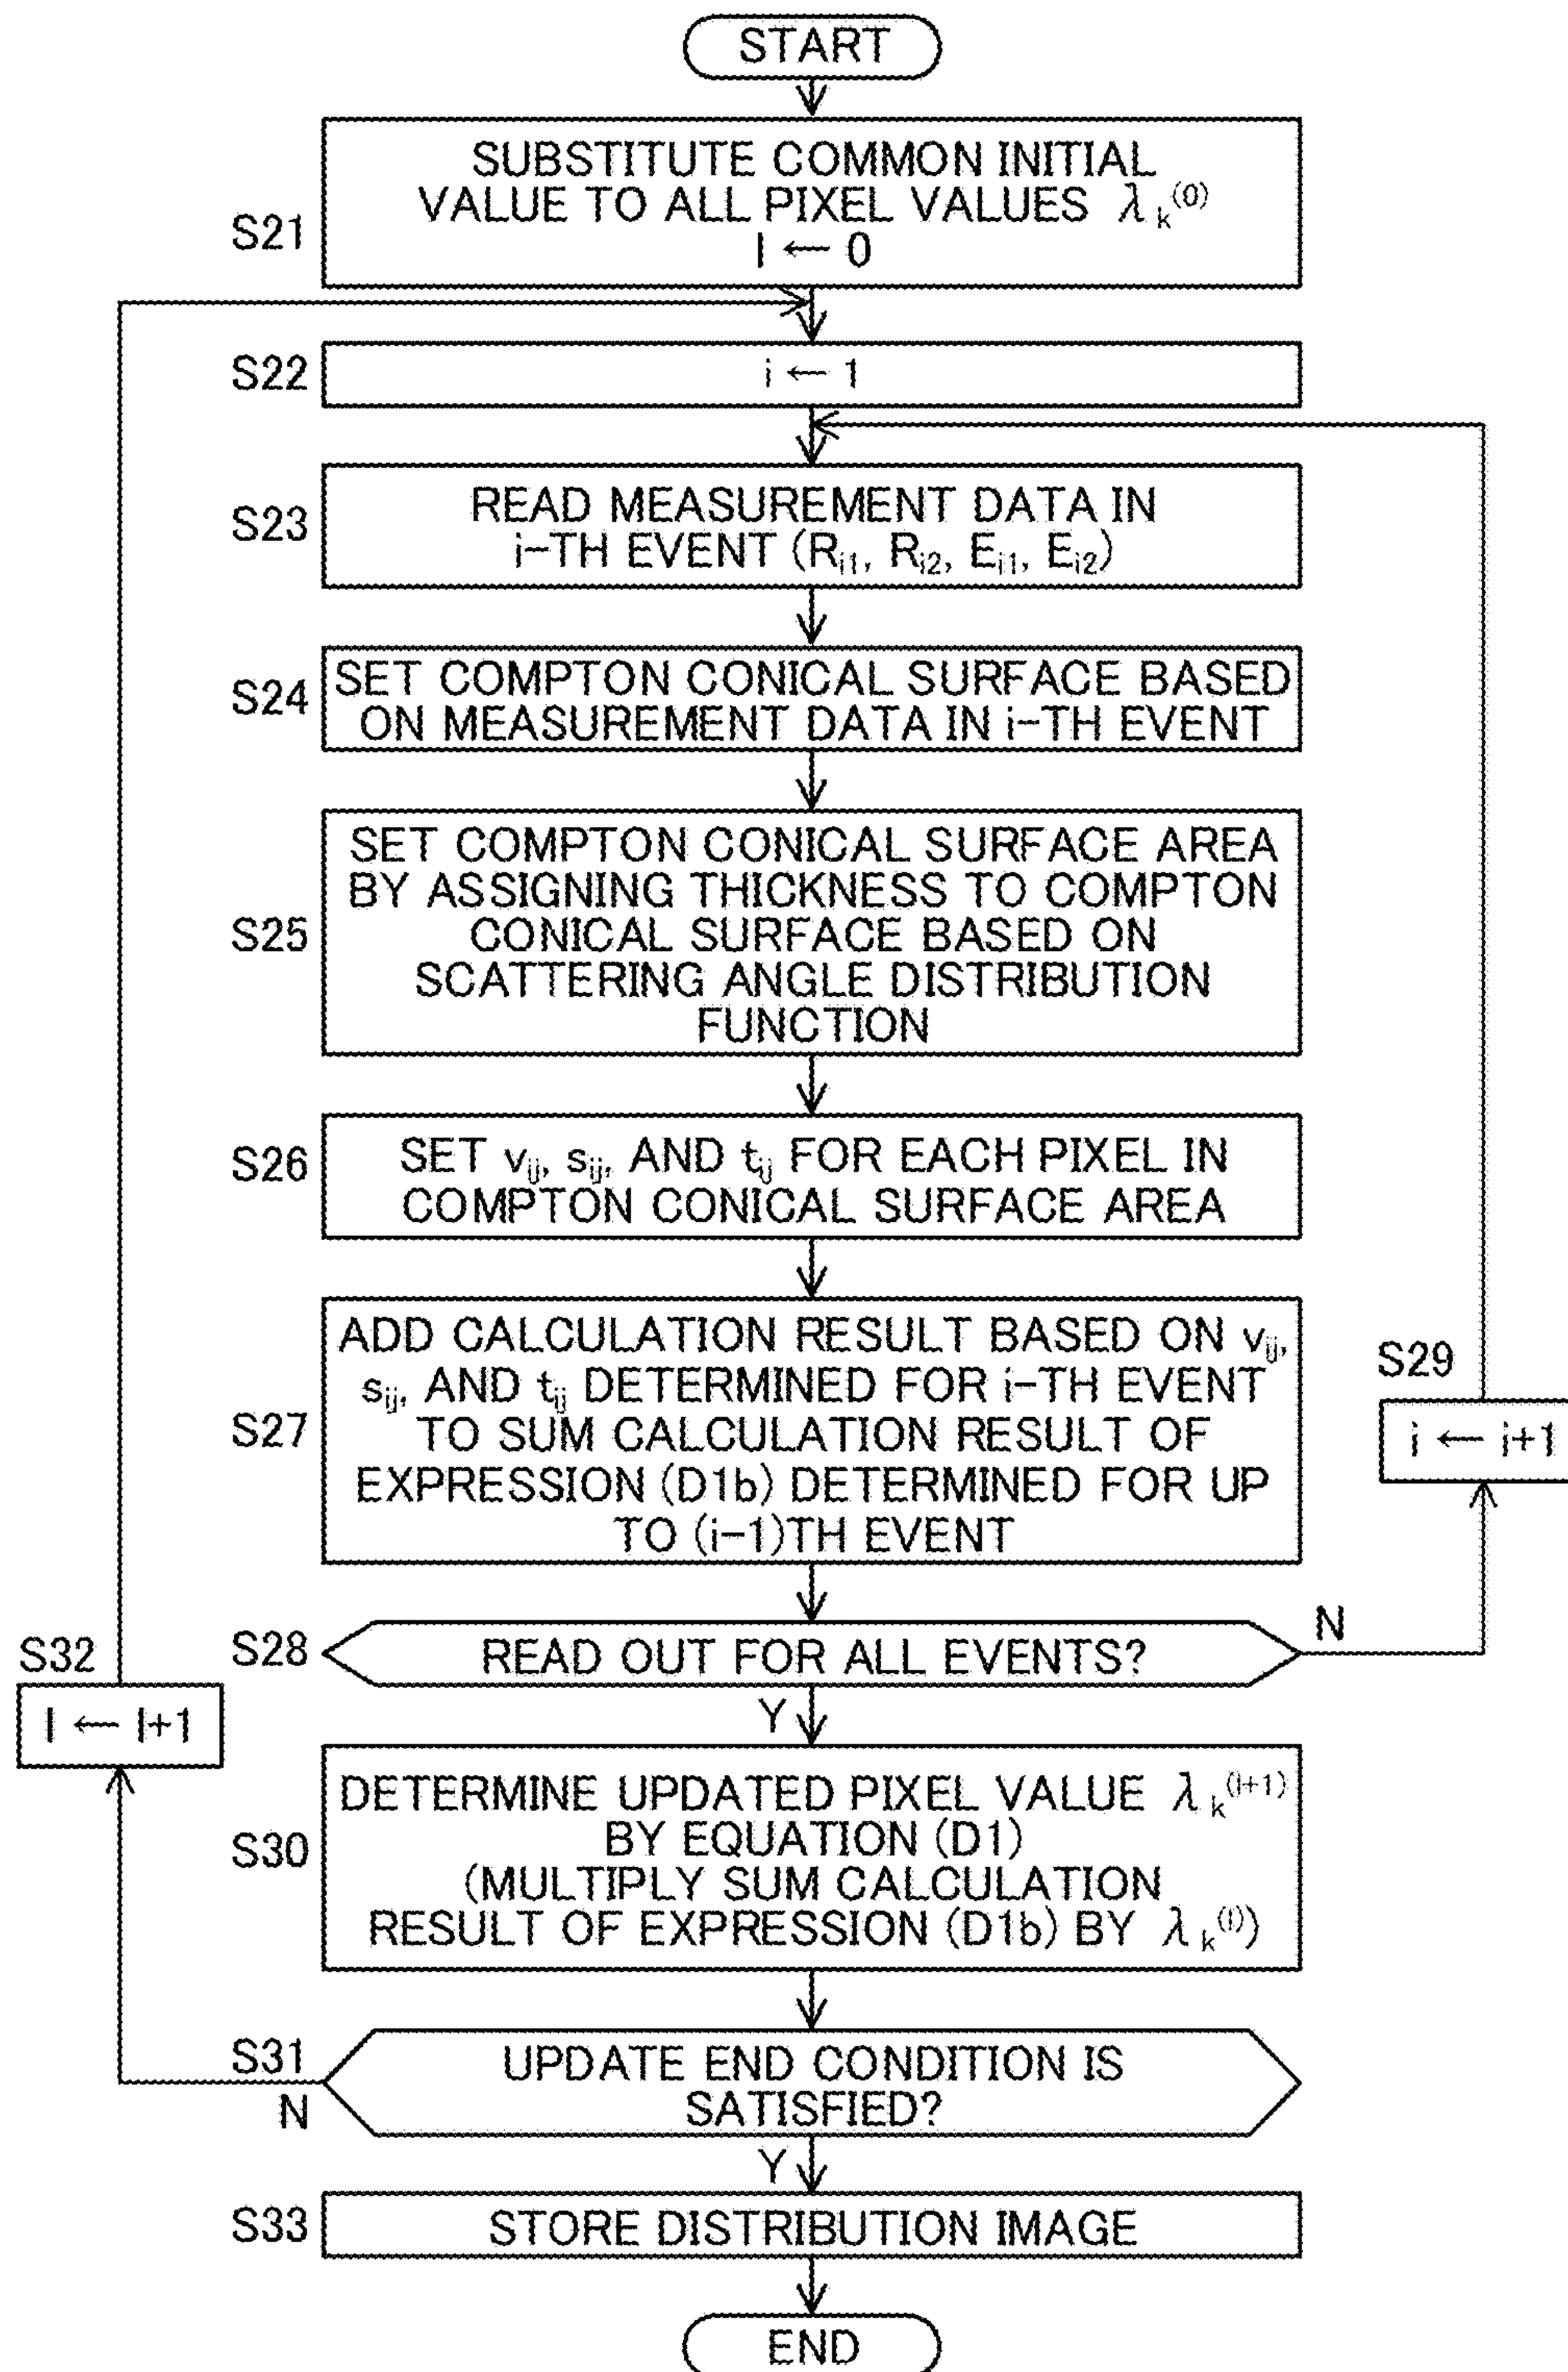 START
S21
SUBSTITUTE COMMON INITIAL
VALUE TO ALL PIXEL VALUES λk(0)
l ← 0
S22
i ← 1
S23
READ MEASUREMENT DATA IN
i-TH EVENT (Ri1, Ri2, Ei1, Ei2)
S24
SET COMPTON CONICAL SURFACE BASED
ON MEASUREMENT DATA IN i-TH EVENT
S25
SET COMPTON CONICAL SURFACE AREA
BY ASSIGNING THICKNESS TO COMPTON
CONICAL SURFACE BASED ON
SCATTERING ANGLE DISTRIBUTION
FUNCTION
S26
SET vij, sij, AND tij FOR EACH PIXEL IN
COMPTON CONICAL SURFACE AREA
S27
ADD CALCULATION RESULT BASED ON vij,
sij, AND tij DETERMINED FOR i-TH EVENT
TO SUM CALCULATION RESULT OF
EXPRESSION (D1b) DETERMINED FOR UP
TO (i-1)TH EVENT
S29
i ← i+1
S28
READ OUT FOR ALL EVENTS?
N
Y
S32
l ← l+1
S30
DETERMINE UPDATED PIXEL VALUE λk(l+1)
BY EQUATION (D1)
(MULTIPLY SUM CALCULATION
RESULT OF EXPRESSION (D1b) BY λk(l))
S31
N
UPDATE END CONDITION IS
SATISFIED?
Y
S33
STORE DISTRIBUTION IMAGE
END